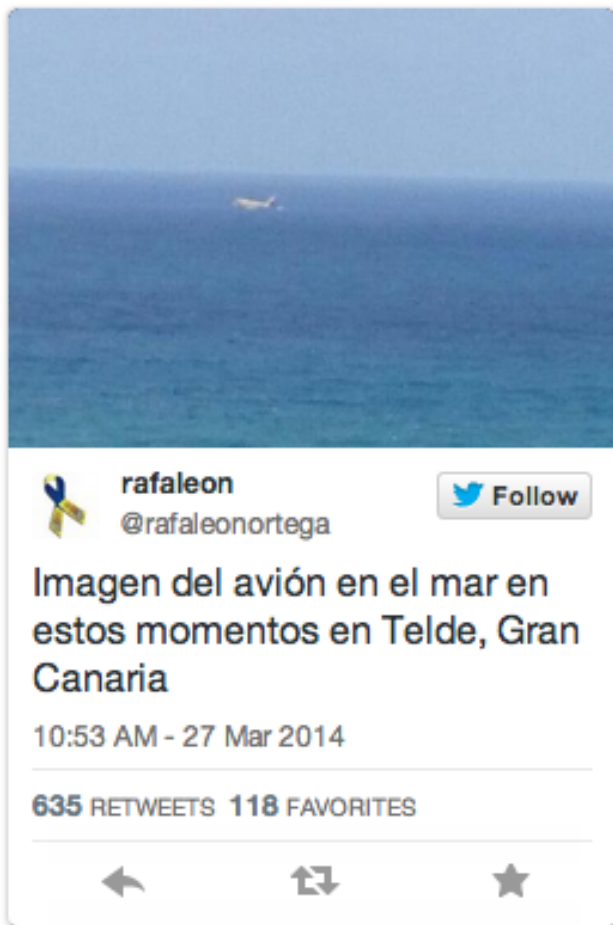 rafaleon
Follow
@rafaleonortega
Imagen del avión en el mar en
estos momentos en Telde, Gran
Canaria
10:53 AM - 27 Mar 2014
635 RETWEETS 118 FAVORITES